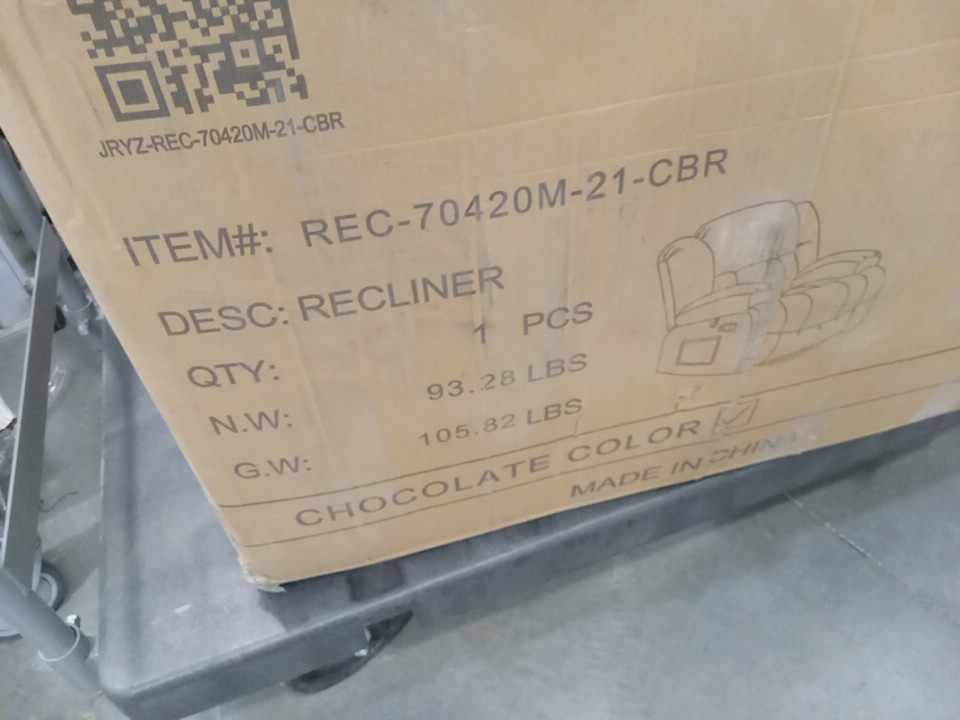 JRYZ-REC-70420M-21-CBR
ITEM#: REC-70420M-21-CBR
DESC: RECLINER
QTY: 1 PCS
N.W: 93.28 LBS
G.W: 105.82 LBS
CHOCOLATE COLOR ☑
MADE IN CHINA